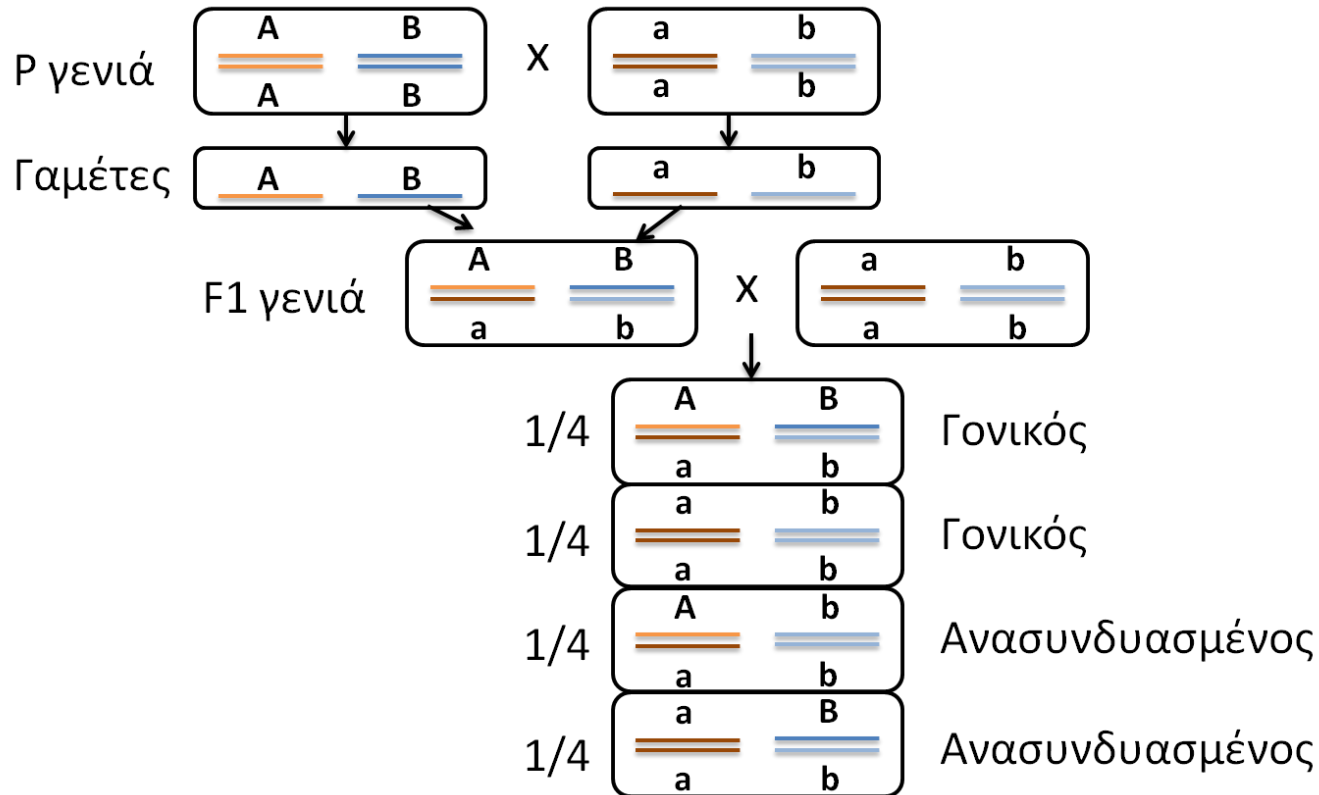 A B a b
P γενιά X
A B a b
Γαμέτες A B a b
A B a b
F1 γενιά X
a b a b
A B
1/4 Γονικός
a b
a b
1/4 Γονικός
a b
A b
1/4 Ανασυνδυασμένος
a b
a B
1/4 Ανασυνδυασμένος
a b